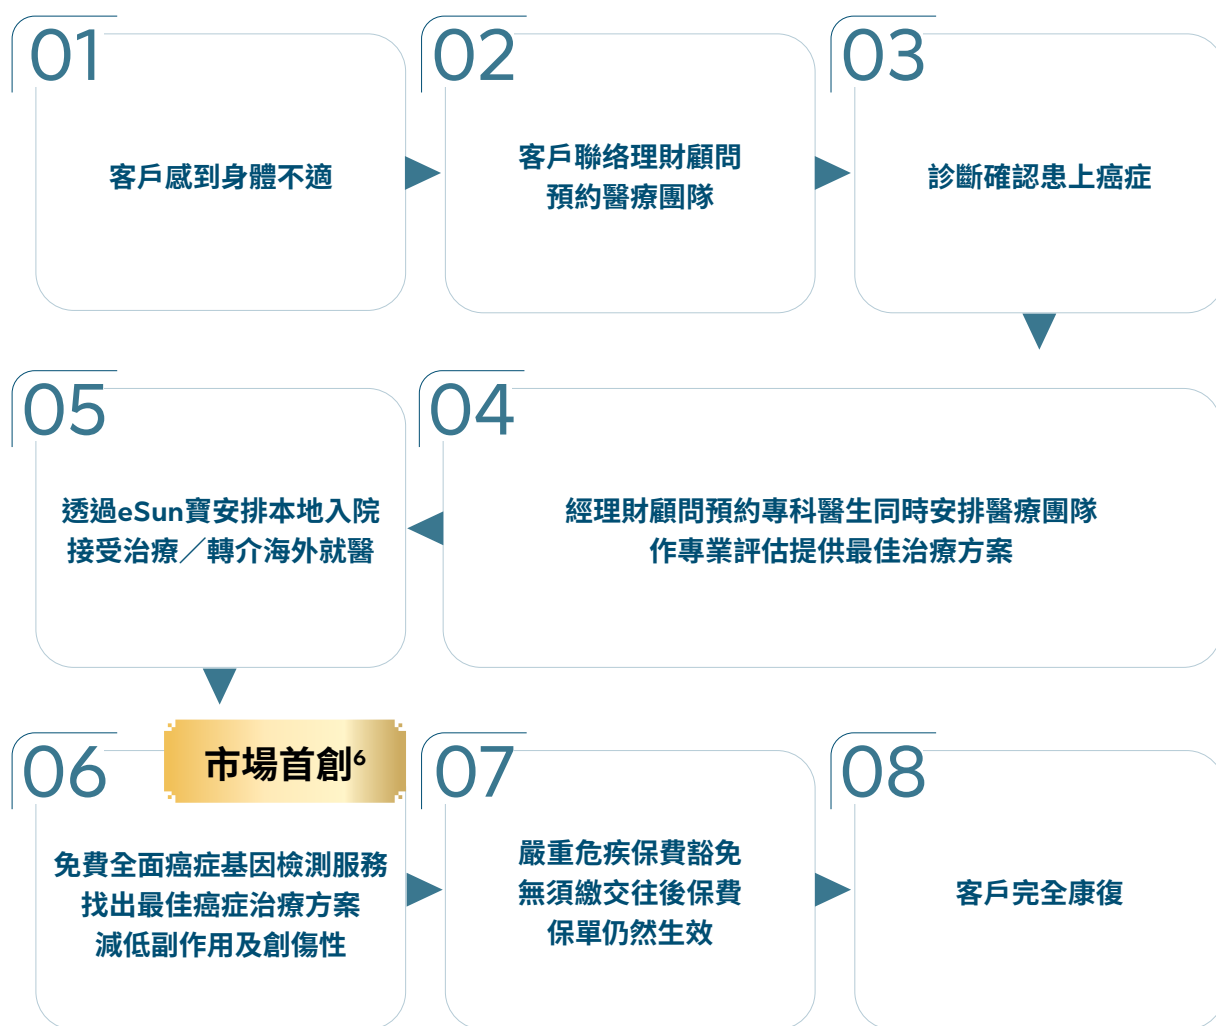 01
客戶感到身體不適
02
客戶聯络理財顧問
預約醫療團隊
03
診斷確認患上癌症
04
經理財顧問預約專科醫生同時安排醫療團隊
作專業評估提供最佳治療方案
05
透過eSun寶安排本地入院
接受治療／轉介海外就醫
06
市場首創⁶
免費全面癌症基因檢測服務
找出最佳癌症治療方案
減低副作用及創傷性
07
嚴重危疾保費豁免
無須繳交往後保費
保單仍然生效
08
客戶完全康復